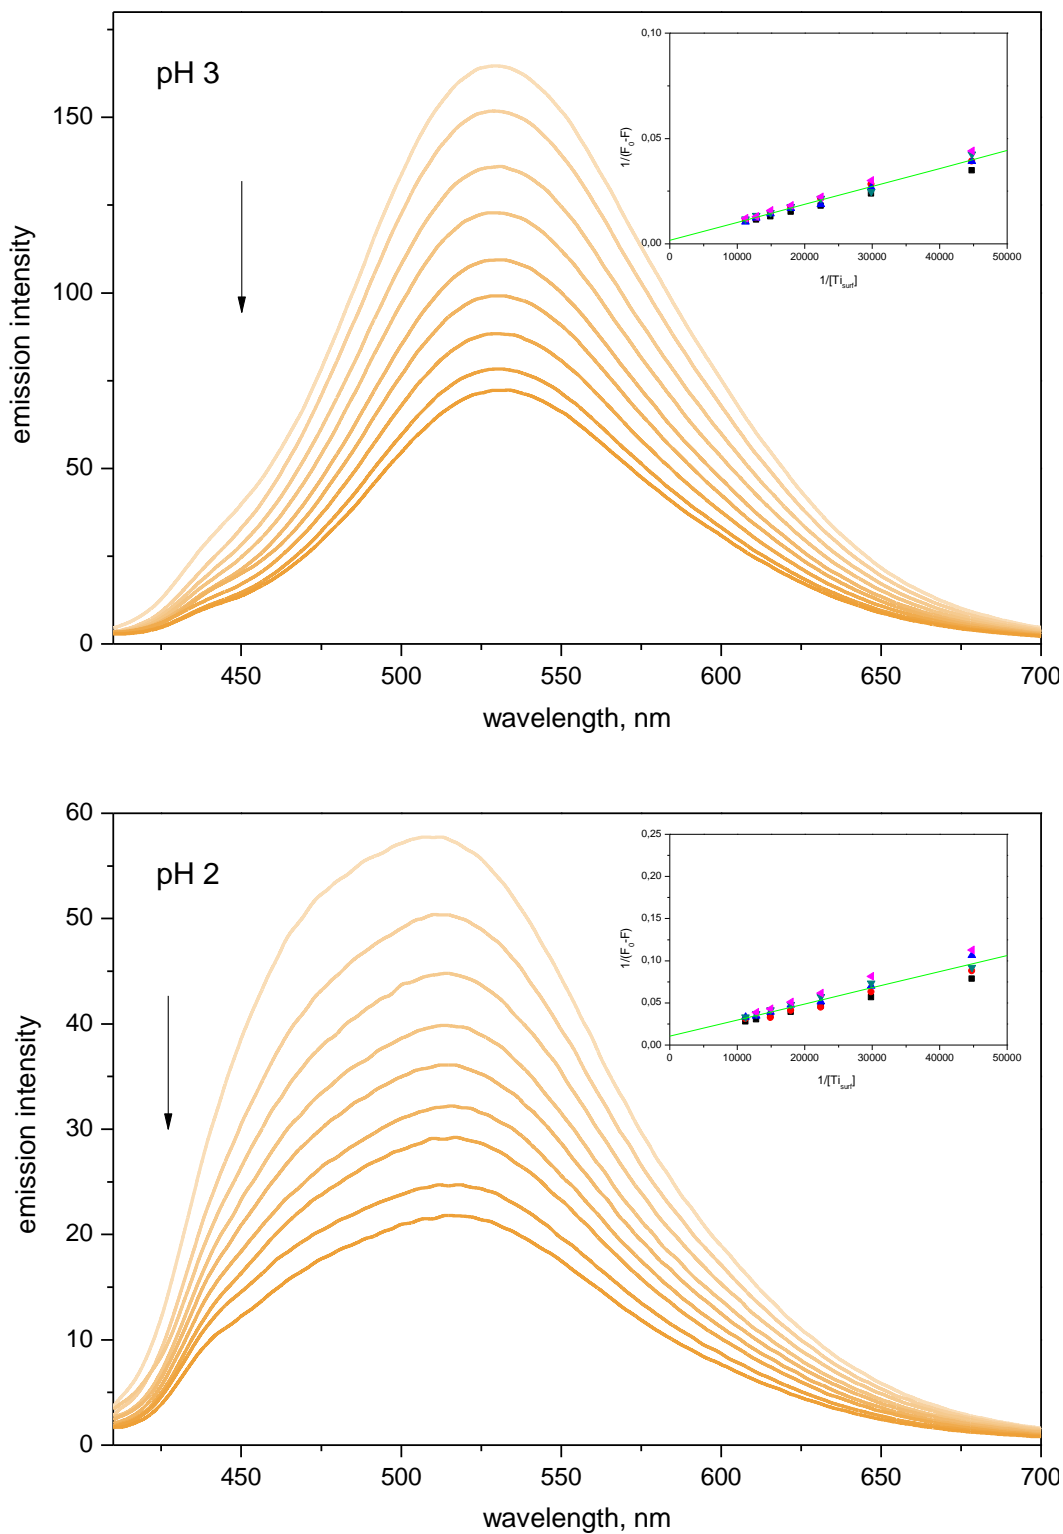 pH 3
emission intensity
150
100
50
0
450 500 550 600 650 700
wavelength, nm
1/(F0-F)
0,10
0,05
0,00
0 10000 20000 30000 40000 50000
1/[Tisurf]
pH 2
emission intensity
60
50
40
30
20
10
0
450 500 550 600 650 700
wavelength, nm
1/(F0-F)
0,25
0,20
0,15
0,10
0,05
0,00
0 10000 20000 30000 40000 50000
1/[Tisurf]